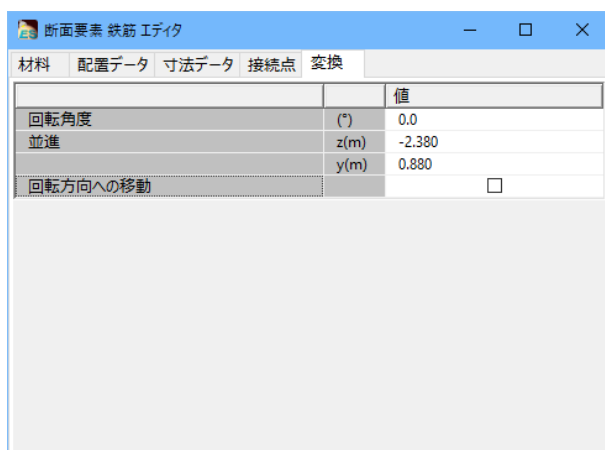 断面要素 鉄筋 エディタ
材料 配置データ 寸法データ 接続点 変換
値
回転角度 (°) 0.0
並進 z(m) -2.380
y(m) 0.880
回転方向への移動